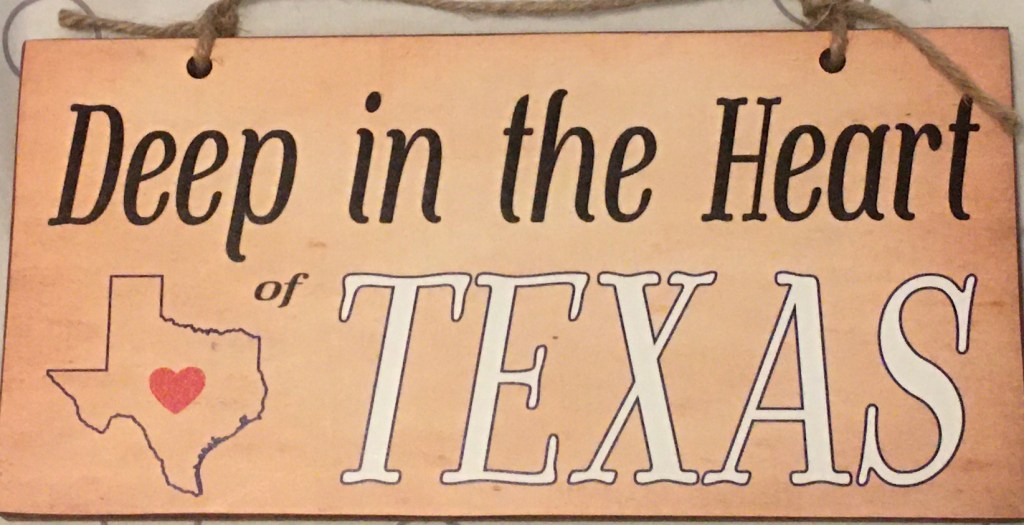 Deep in the Heart
of TEXAS